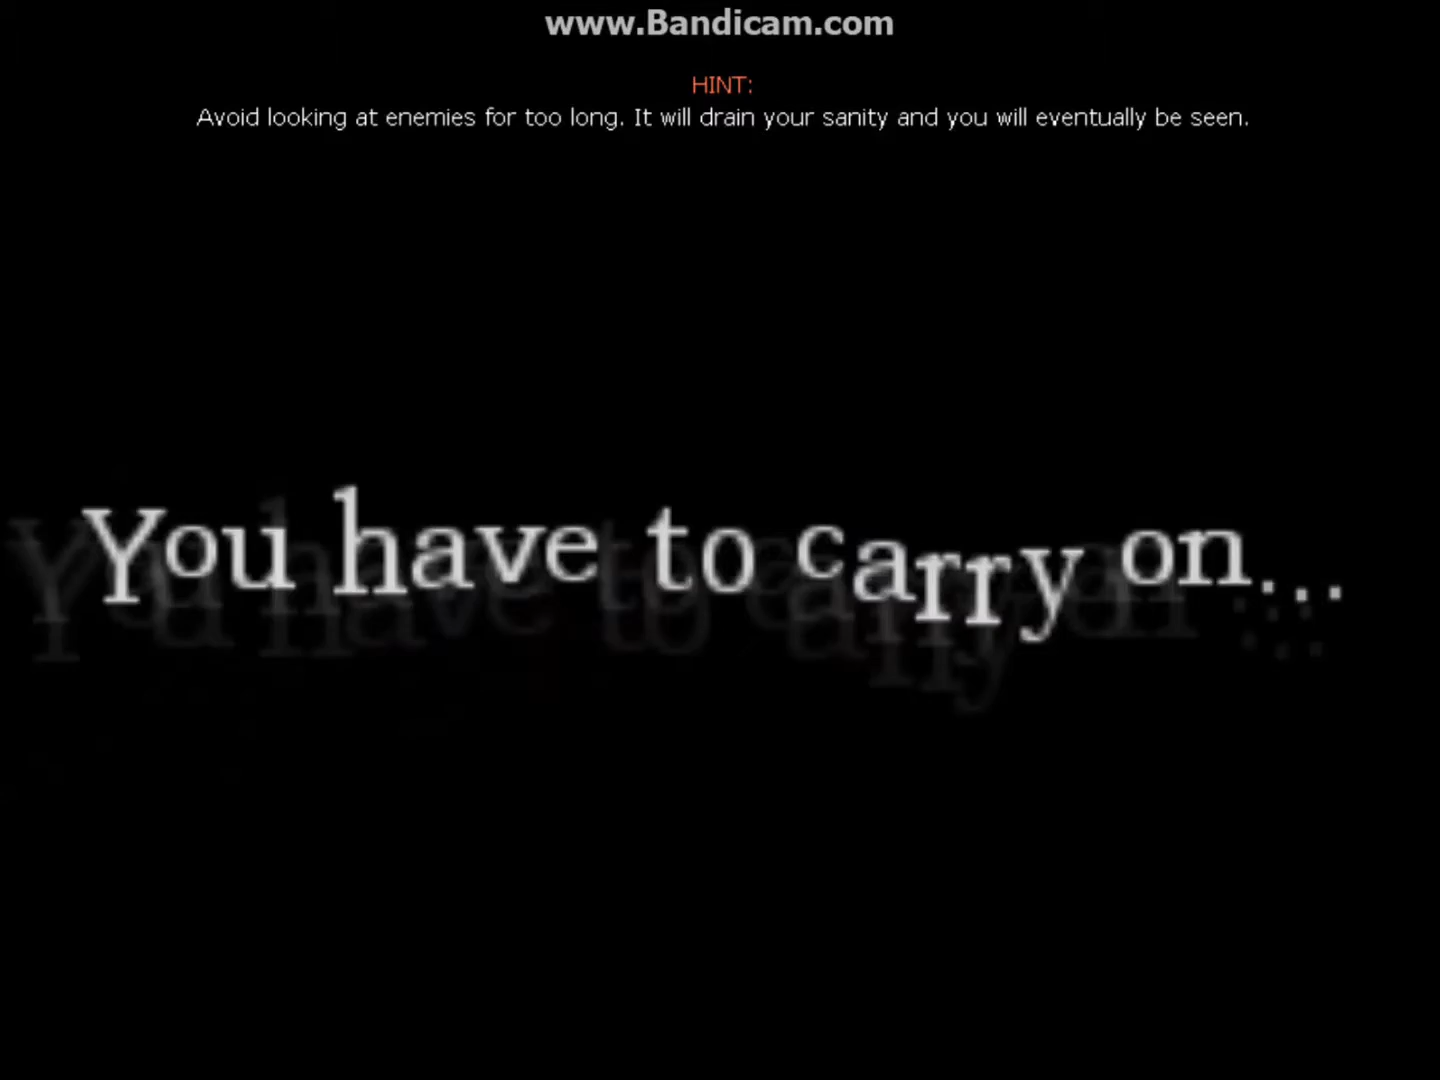 www.Bandicam.com
HINT:
Avoid looking at enemies for too long. It will drain your sanity and you will eventually be seen.
You have to carry on...